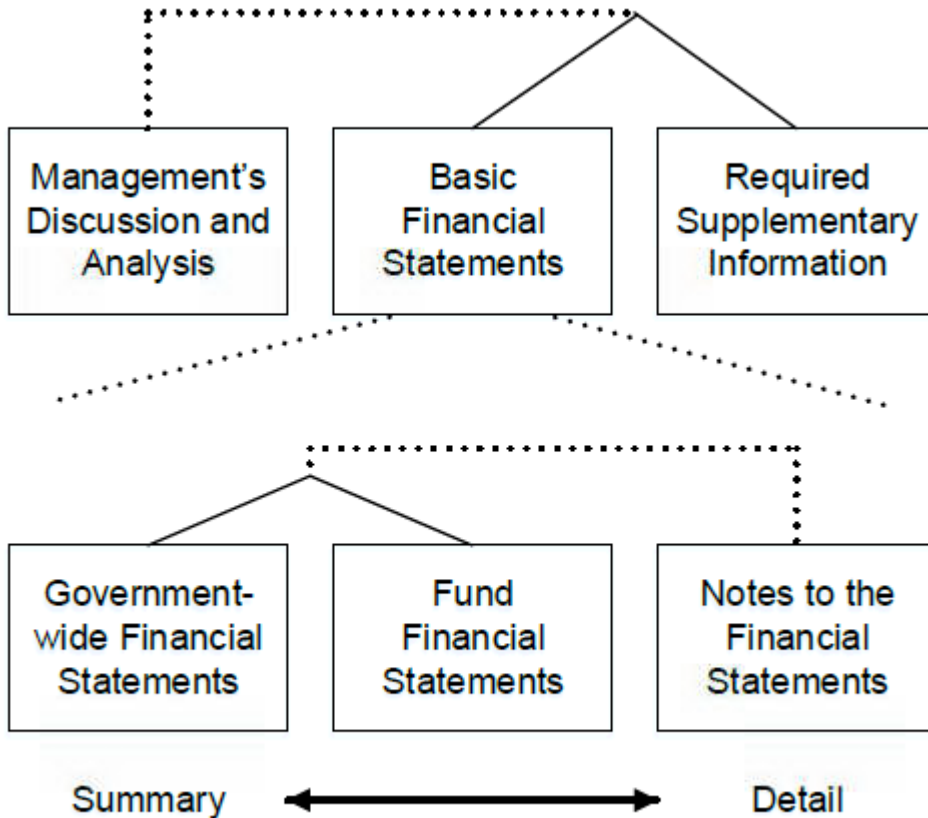 Management's
Discussion and
Analysis
Basic
Financial
Statements
Required
Supplementary
Information
Government-
wide Financial
Statements
Fund
Financial
Statements
Notes to the
Financial
Statements
Summary
Detail